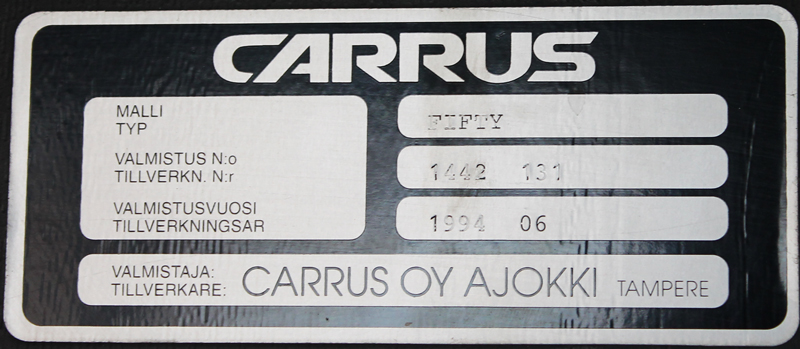 CARRUS
MALLI
TYP
FIFTY
VALMISTUS N:o
TILLVERKN. N:r
1442 131
VALMISTUSVUOSI
TILLVERKNINGSAR
1994 06
VALMISTAJA:
TILLVERKARE:
CARRUS OY AJOKKI TAMPERE